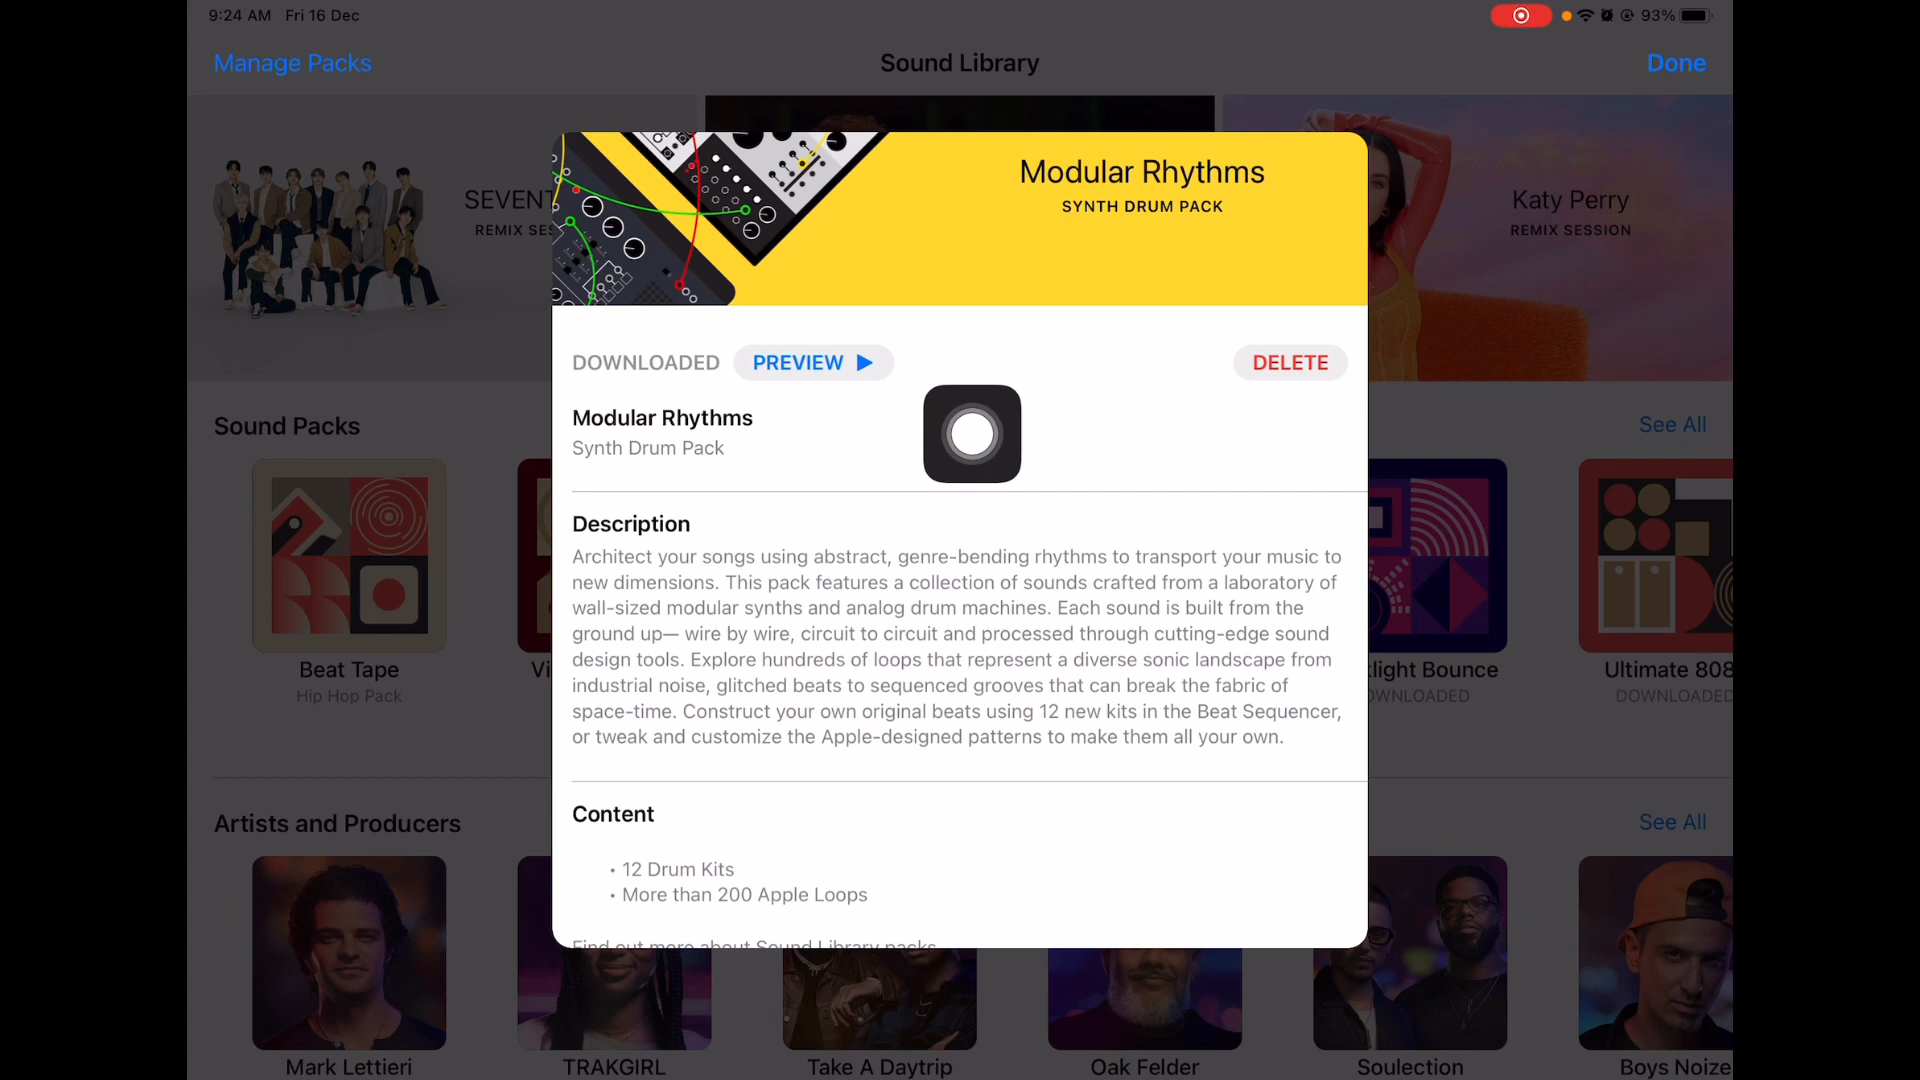 9:24 AM Fri 16 Dec
93%
Manage Packs
Sound Library
Done
Modular Rhythms
SYNTH DRUM PACK
SEVENT
REMIX SES
Katy Perry
REMIX SESSION
DOWNLOADED
PREVIEW
DELETE
Modular Rhythms
Synth Drum Pack
Sound Packs
See All
Description
Architect your songs using abstract, genre-bending rhythms to transport your music to
new dimensions. This pack features a collection of sounds crafted from a laboratory of
wall-sized modular synths and analog drum machines. Each sound is built from the
ground up— wire by wire, circuit to circuit and processed through cutting-edge sound
design tools. Explore hundreds of loops that represent a diverse sonic landscape from
industrial noise, glitched beats to sequenced grooves that can break the fabric of
space-time. Construct your own original beats using 12 new kits in the Beat Sequencer,
or tweak and customize the Apple-designed patterns to make them all your own.
Beat Tape
Hip Hop Pack
Vi
light Bounce
OWNLOADED
Ultimate 808
DOWNLOADED
Content
• 12 Drum Kits
• More than 200 Apple Loops
Find out more about Sound Library packs
Artists and Producers
See All
Mark Lettieri
TRAKGIRL
Take A Daytrip
Oak Felder
Soulection
Boys Noize